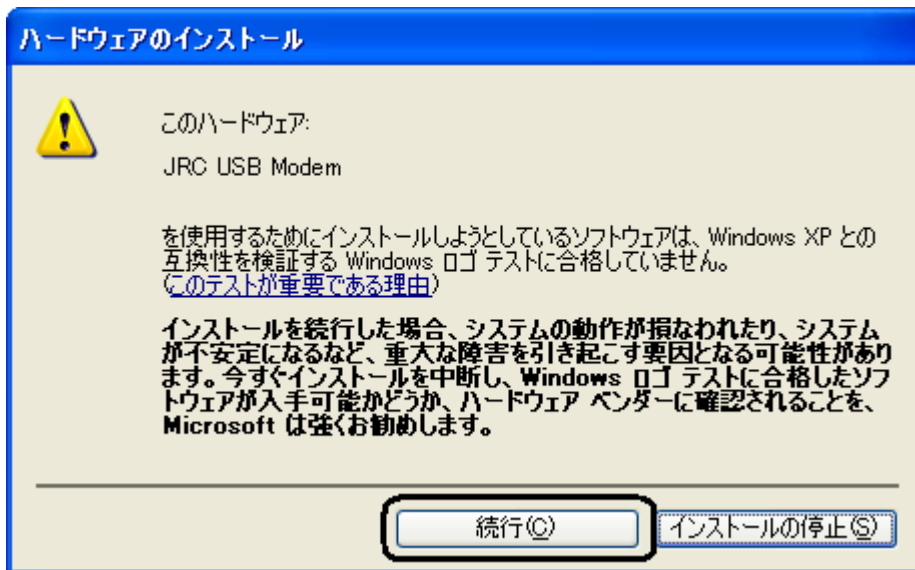 ハードウェアのインストール
このハードウェア:
JRC USB Modem
を使用するためにインストールしようとしているソフトウェアは、Windows XP との
互換性を検証する Windows ロゴ テストに合格していません。
(このテストが重要である理由)
インストールを続行した場合、システムの動作が損なわれたり、システム
が不安定になるなど、重大な障害を引き起こす要因となる可能性があり
ます。今すぐインストールを中断し、Windows ロゴ テストに合格したソフ
トウェアが入手可能かどうか、ハードウェア ベンダーに確認されることを、
Microsoft は強くお勧めします。
続行(C)
インストールの停止(S)